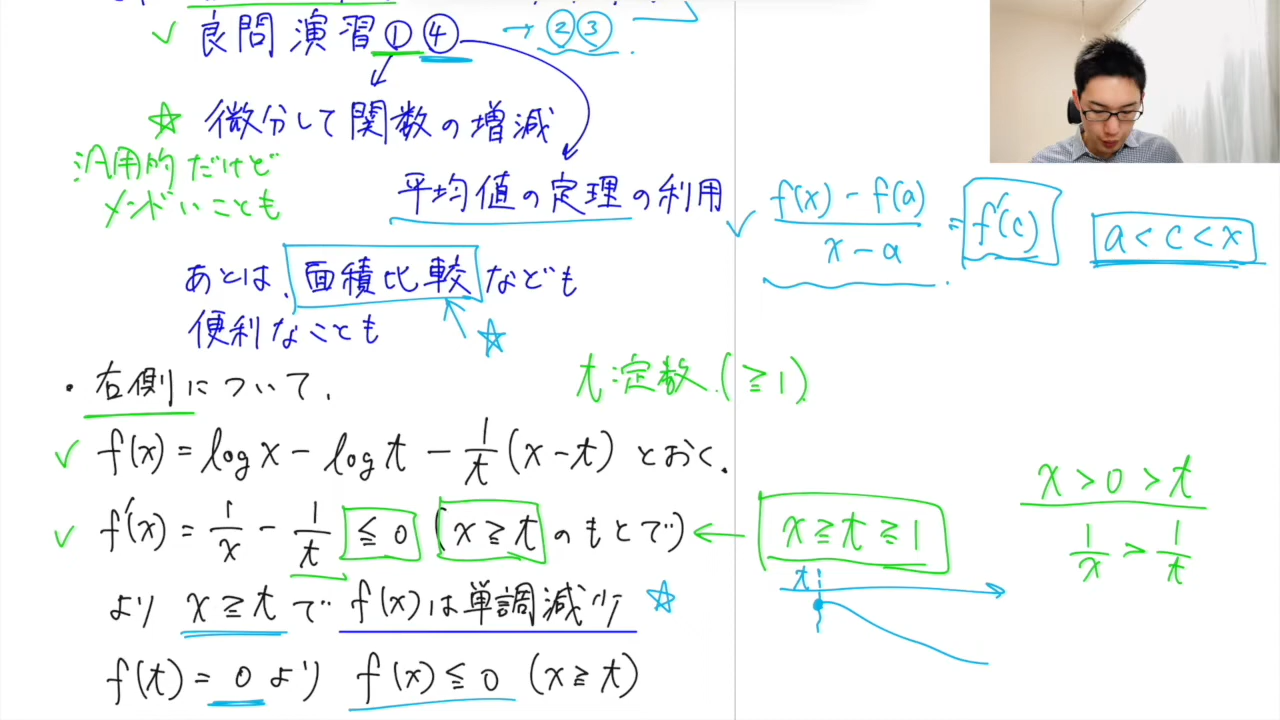 良問演習①④ → ②③
☆ 微分して関数の増減
汎用的だけど
メンドいことも
平均値の定理の利用
f(x) - f(a) / x - a = f'(c) a < c < x
あとは、面積比較なども
便利なことも ☆
・右側について、 t:定数 (≧1)
f(x) = log x - log t - 1/t (x - t) とおく.
f'(x) = 1/x - 1/t ≦ 0 (x ≧ t のもとで) ← x ≧ t ≧ 1
x > 0 > t
1/x > 1/t
より x ≧ t で f(x)は単調減少 ☆
t
f(t) = 0 より f(x) ≦ 0 (x ≧ t)